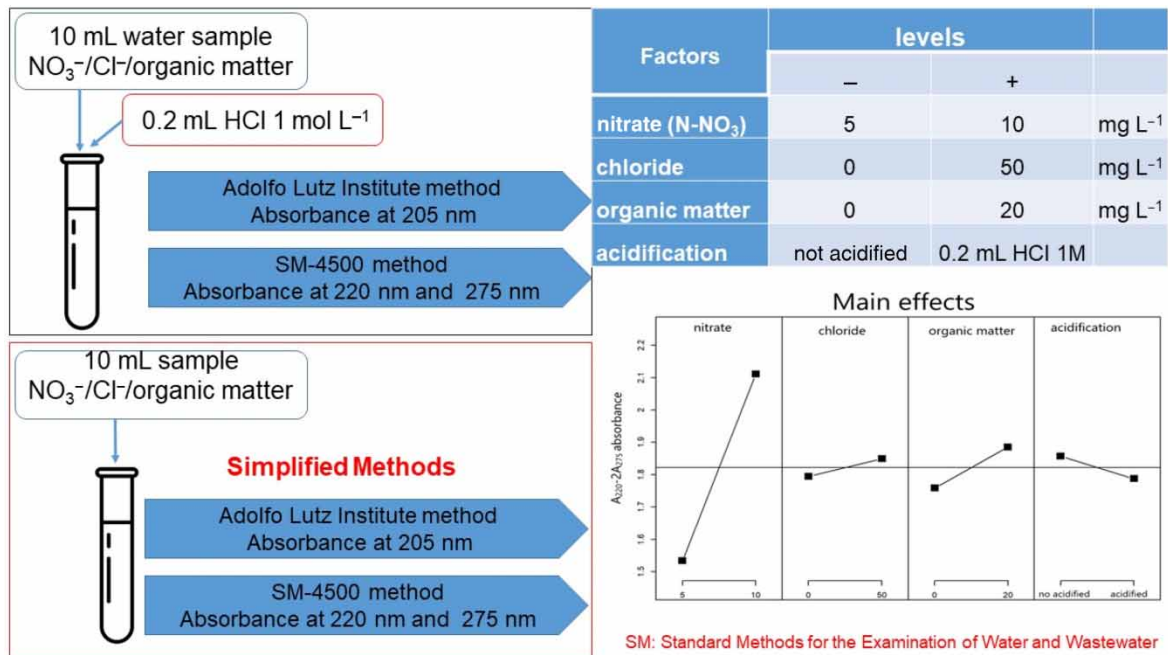 10 mL water sample
NO₃⁻/Cl⁻/organic matter
0.2 mL HCl 1 mol L⁻¹
Adolfo Lutz Institute method
Absorbance at 205 nm
SM-4500 method
Absorbance at 220 nm and 275 nm
10 mL sample
NO₃⁻/Cl⁻/organic matter
Simplified Methods
Adolfo Lutz Institute method
Absorbance at 205 nm
SM-4500 method
Absorbance at 220 nm and 275 nm
Factors levels
– +
nitrate (N-NO₃) 5 10 mg L⁻¹
chloride 0 50 mg L⁻¹
organic matter 0 20 mg L⁻¹
acidification not acidified 0.2 mL HCl 1M
Main effects
nitrate chloride organic matter acidification
A₂₂₀-2A₂₇₅ absorbance
2.2
2.1
2
1.9
1.8
1.7
1.6
1.5
5 10 0 50 0 20 no acidified acidified
SM: Standard Methods for the Examination of Water and Wastewater